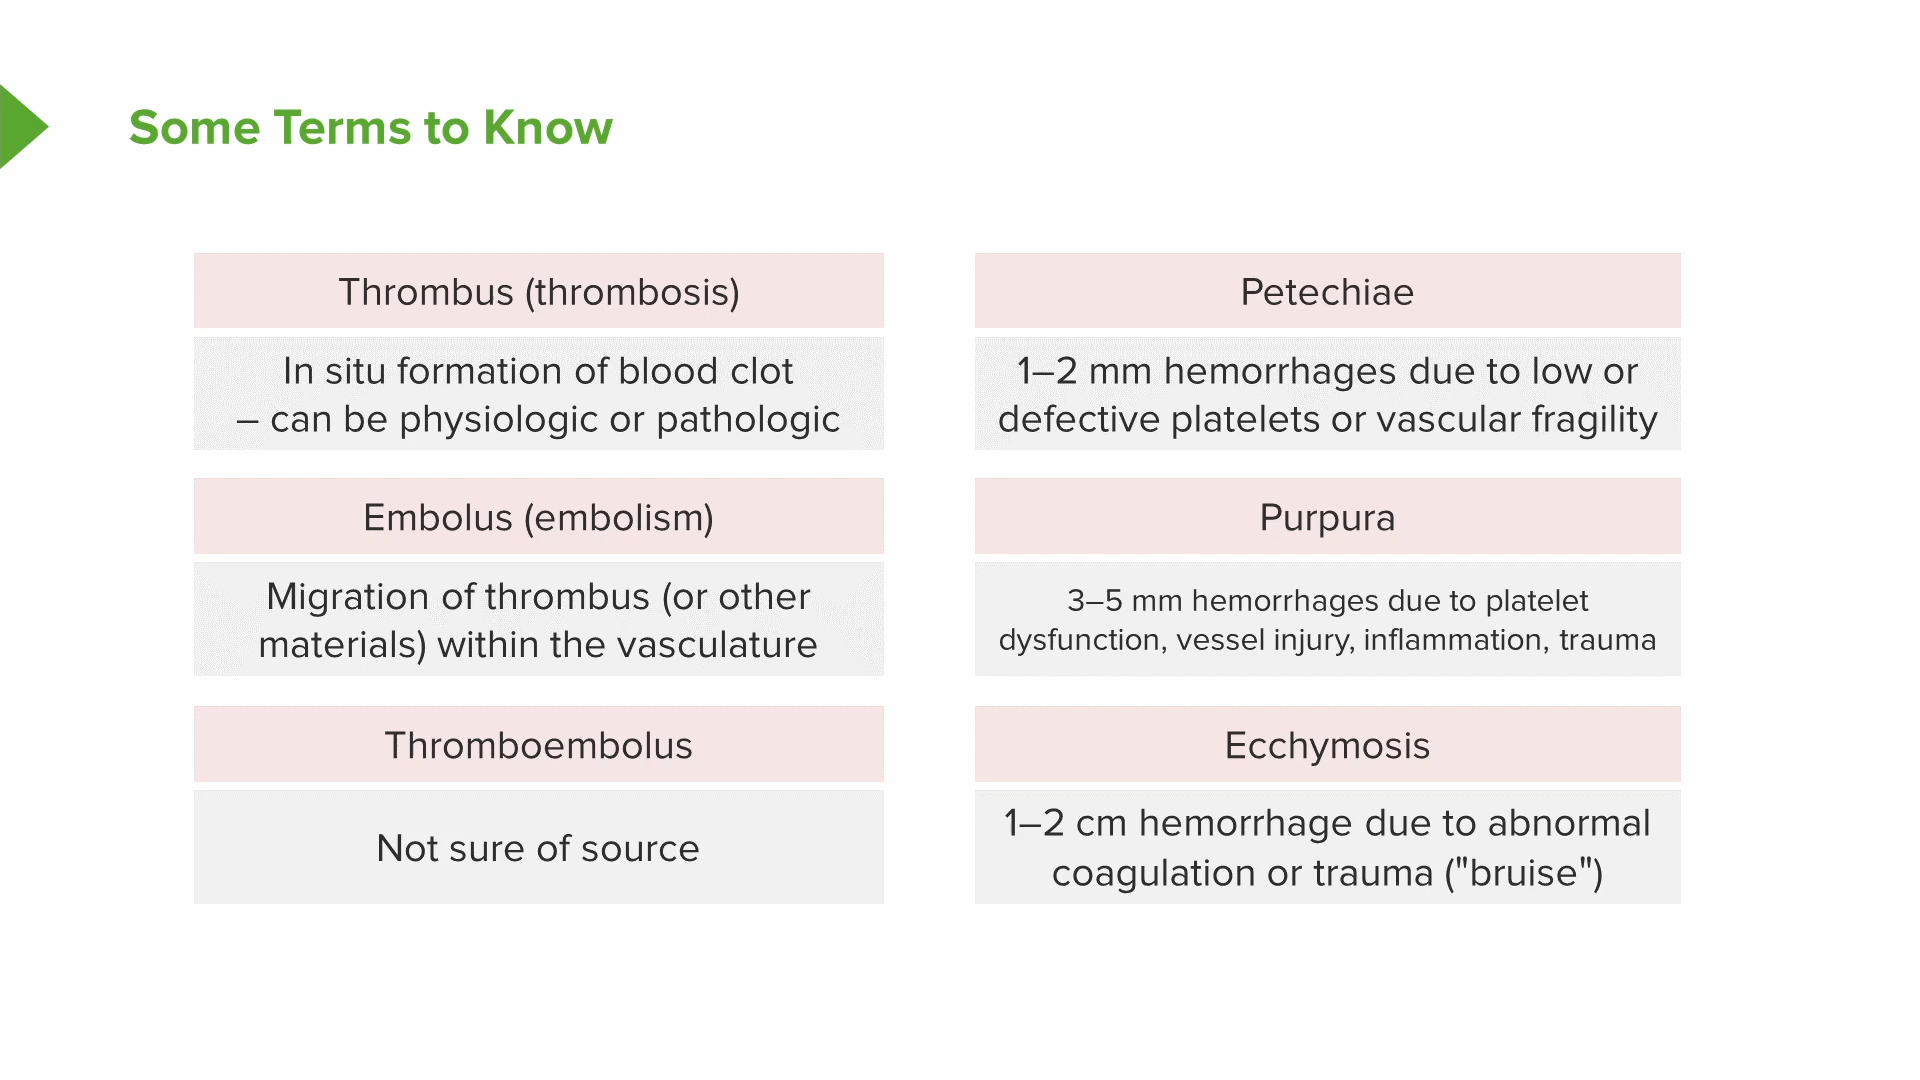 Some Terms to Know
Thrombus (thrombosis)
In situ formation of blood clot
– can be physiologic or pathologic
Embolus (embolism)
Migration of thrombus (or other
materials) within the vasculature
Thromboembolus
Not sure of source
Petechiae
1–2 mm hemorrhages due to low or
defective platelets or vascular fragility
Purpura
3–5 mm hemorrhages due to platelet
dysfunction, vessel injury, inflammation, trauma
Ecchymosis
1–2 cm hemorrhage due to abnormal
coagulation or trauma ("bruise")